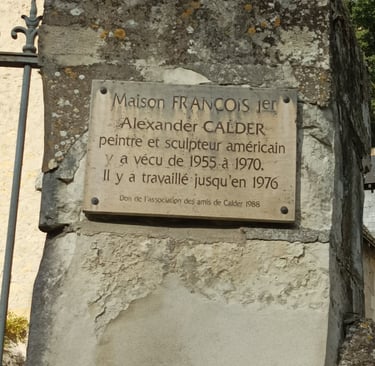 Maison FRANCOIS 1er
Alexander CALDER
peintre et sculpteur américain
y a vécu de 1955 à 1970.
Il y a travaillé jusqu'en 1976
Don de l'association des amis de Calder 1988